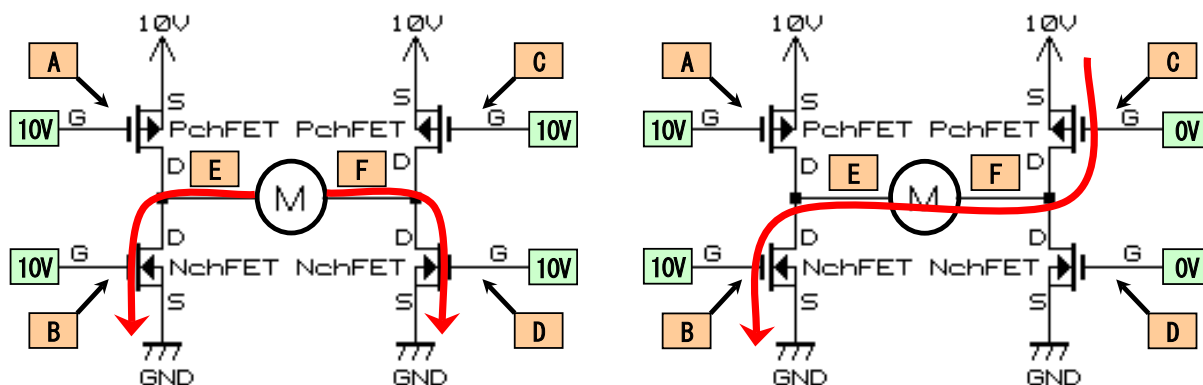 10V 10V 10V 10V
A C A C
S S S S
10V G G 10V 10V G G 0V
PchFET PchFET PchFET PchFET
D D D D
E F E F
M M
D D D D
10V G G 10V 10V G G 0V
NchFET NchFET NchFET NchFET
S S S S
B D B D
GND GND GND GND